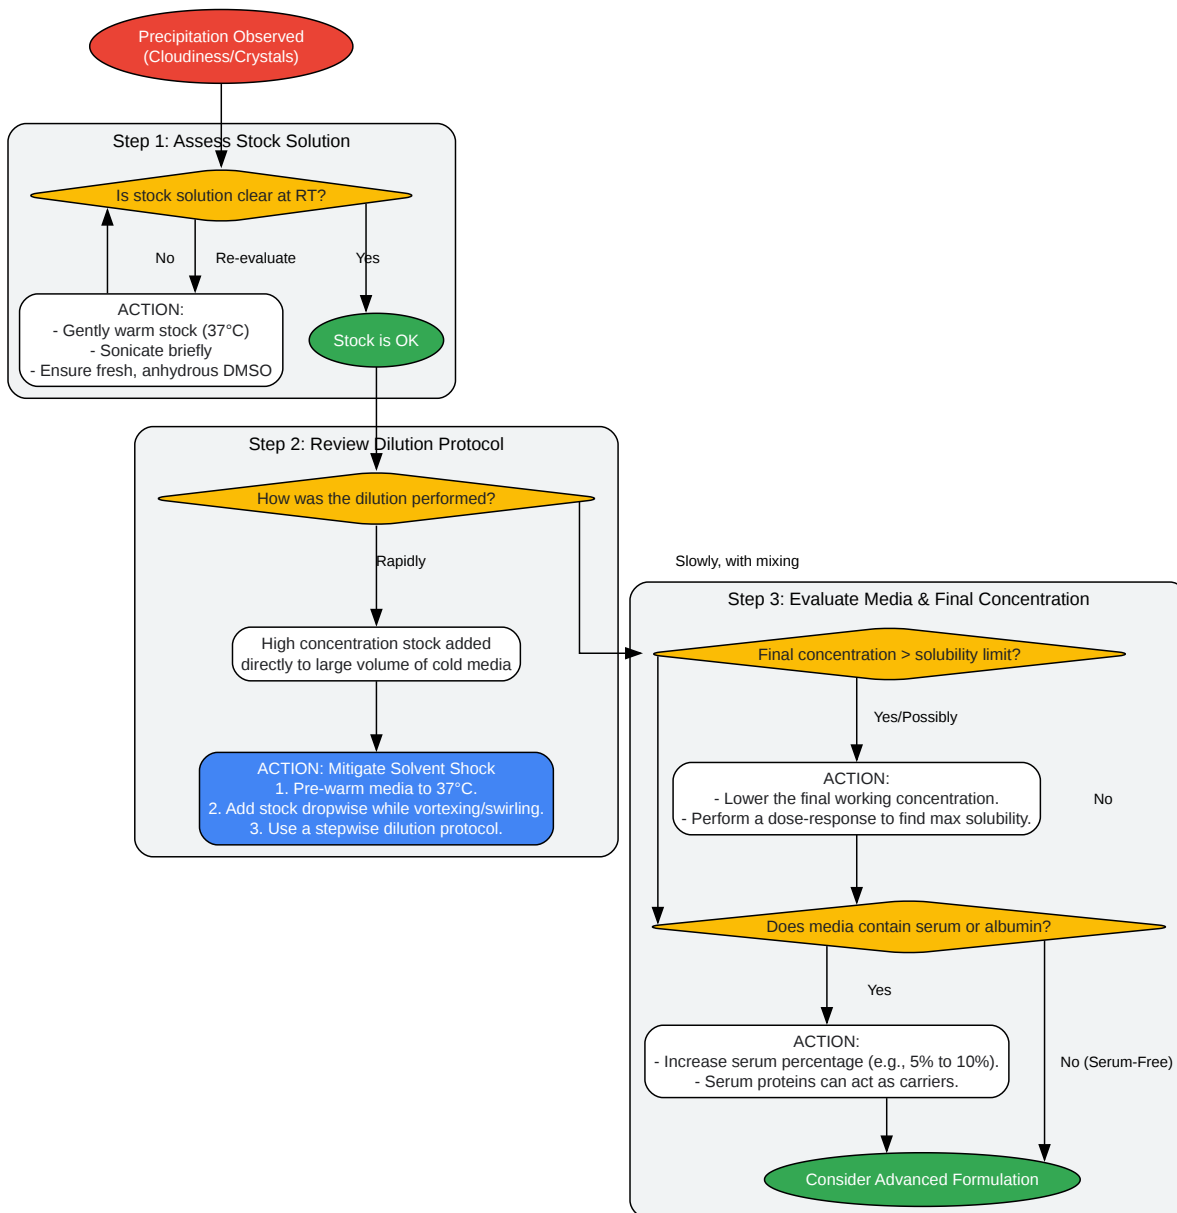 Precipitation Observed
(Cloudiness/Crystals)
Step 1: Assess Stock Solution
Is stock solution clear at RT?
No
Re-evaluate
Yes
ACTION:
- Gently warm stock (37°C)
- Sonicate briefly
- Ensure fresh, anhydrous DMSO
Stock is OK
Step 2: Review Dilution Protocol
How was the dilution performed?
Rapidly
Slowly, with mixing
High concentration stock added
directly to large volume of cold media
ACTION: Mitigate Solvent Shock
1. Pre-warm media to 37°C.
2. Add stock dropwise while vortexing/swirling.
3. Use a stepwise dilution protocol.
Step 3: Evaluate Media & Final Concentration
Final concentration > solubility limit?
Yes/Possibly
ACTION:
- Lower the final working concentration.
- Perform a dose-response to find max solubility.
No
Does media contain serum or albumin?
Yes
ACTION:
- Increase serum percentage (e.g., 5% to 10%).
- Serum proteins can act as carriers.
No (Serum-Free)
Consider Advanced Formulation